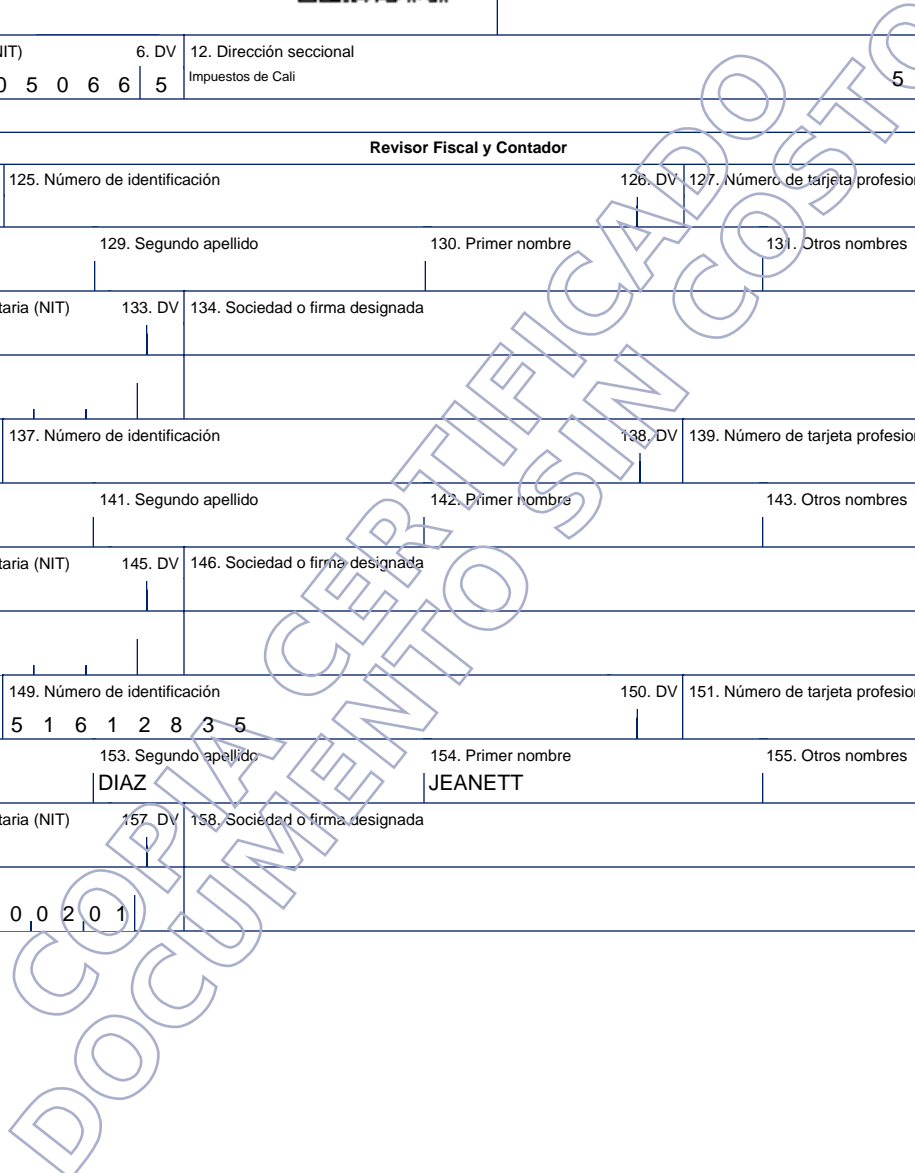 NIT) 6. DV 12. Dirección seccional
0 5 0 6 6 5 Impuestos de Cali 5
Revisor Fiscal y Contador
125. Número de identificación 126. DV 127. Número de tarjeta profesion
129. Segundo apellido 130. Primer nombre 131. Otros nombres
taria (NIT) 133. DV 134. Sociedad o firma designada
137. Número de identificación 138. DV 139. Número de tarjeta profesion
141. Segundo apellido 142. Primer nombre 143. Otros nombres
taria (NIT) 145. DV 146. Sociedad o firma designada
149. Número de identificación 150. DV 151. Número de tarjeta profesion
5 1 6 1 2 8 3 5
153. Segundo apellido 154. Primer nombre 155. Otros nombres
DIAZ JEANETT
taria (NIT) 157. DV 158. Sociedad o firma designada
0 0 2 0 1
COPIA CERTIFICADO
DOCUMENTO SIN COSTO